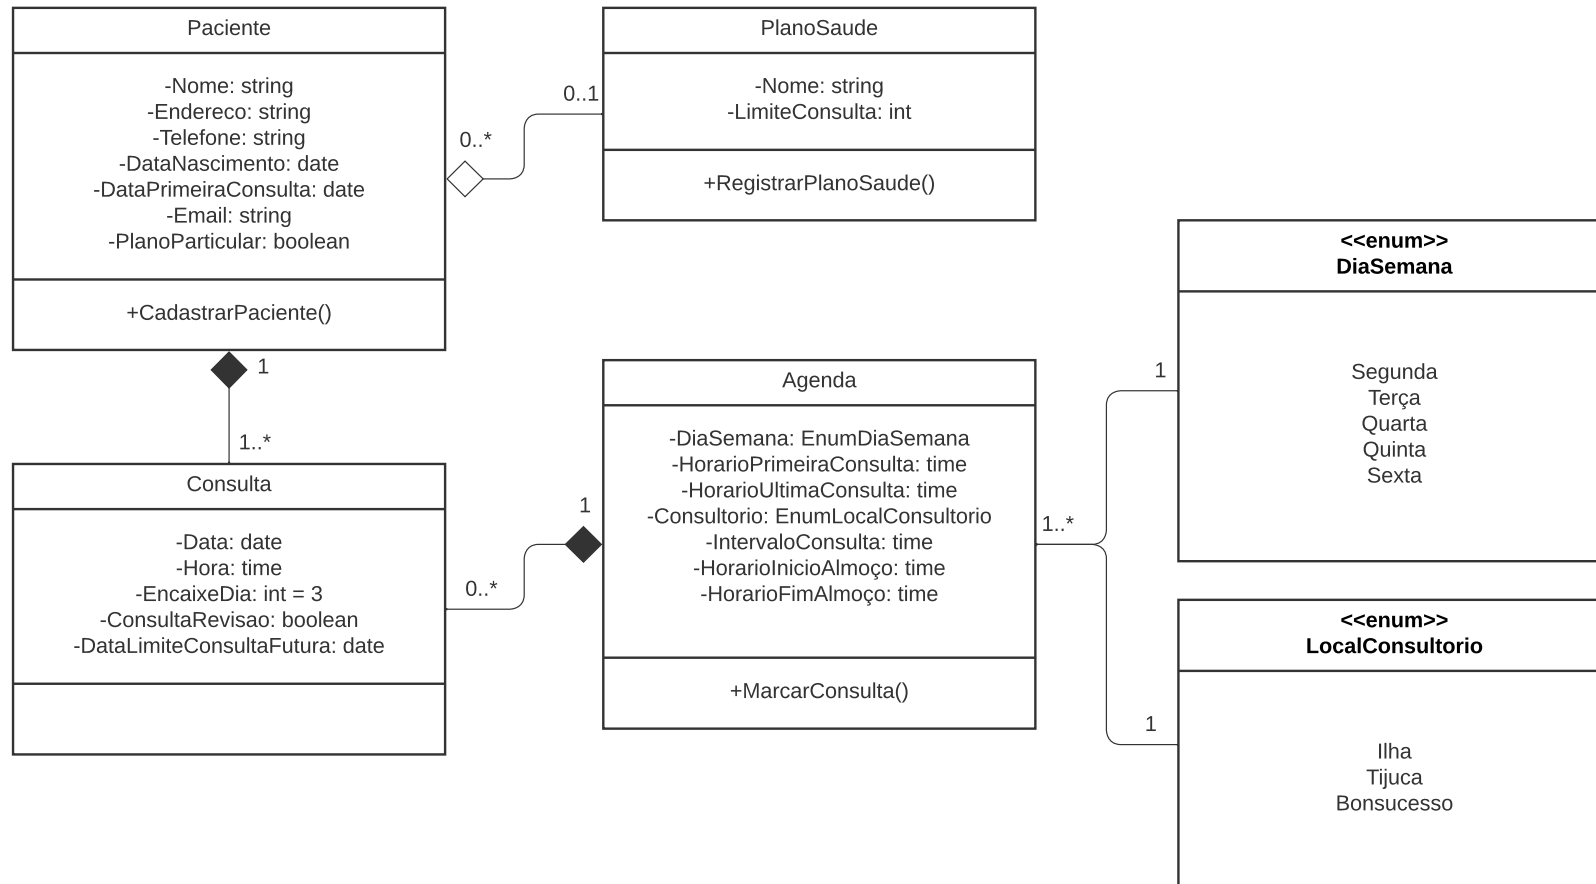 Paciente
-Nome: string
-Endereco: string
-Telefone: string
-DataNascimento: date
-DataPrimeiraConsulta: date
-Email: string
-PlanoParticular: boolean
+CadastrarPaciente()
0..*
0..1
PlanoSaude
-Nome: string
-LimiteConsulta: int
+RegistrarPlanoSaude()
1
1..*
Consulta
-Data: date
-Hora: time
-EncaixeDia: int = 3
-ConsultaRevisao: boolean
-DataLimiteConsultaFutura: date
0..*
1
Agenda
-DiaSemana: EnumDiaSemana
-HorarioPrimeiraConsulta: time
-HorarioUltimaConsulta: time
-Consultorio: EnumLocalConsultorio
-IntervaloConsulta: time
-HorarioInicioAlmoço: time
-HorarioFimAlmoço: time
+MarcarConsulta()
1..*
1
<<enum>>
DiaSemana
Segunda
Terça
Quarta
Quinta
Sexta
1
<<enum>>
LocalConsultorio
Ilha
Tijuca
Bonsucesso